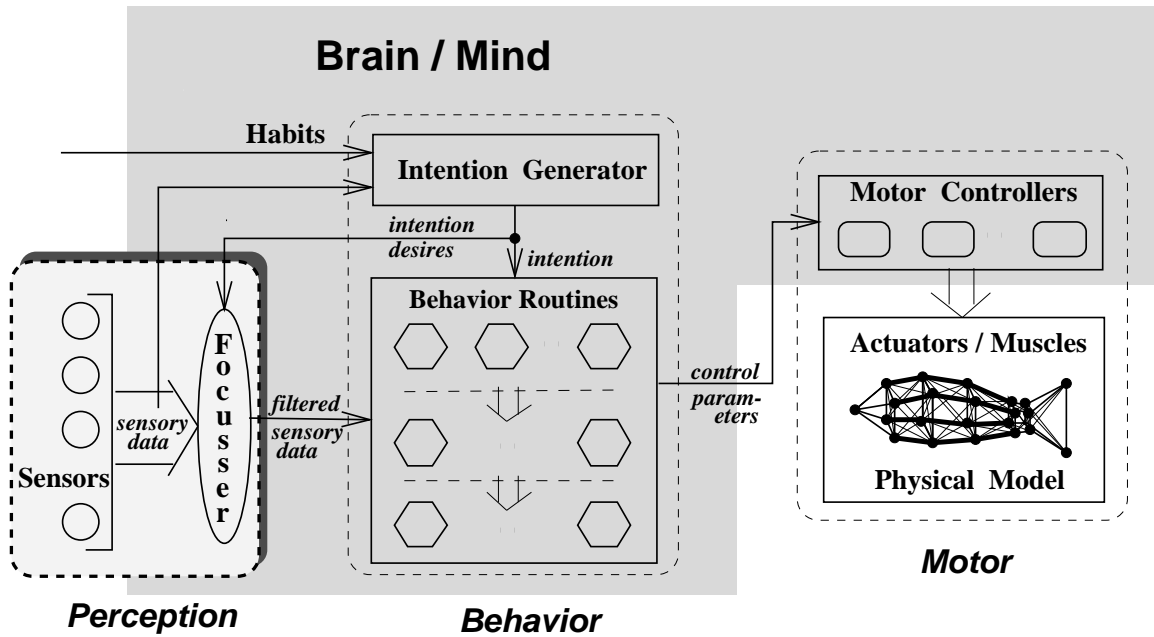 Brain / Mind
Habits
Intention Generator
intention
desires
intention
Sensors
sensory
data
Focusser
filtered
sensory
data
Behavior Routines
control
param-
eters
Motor Controllers
Actuators / Muscles
Physical Model
Perception
Behavior
Motor